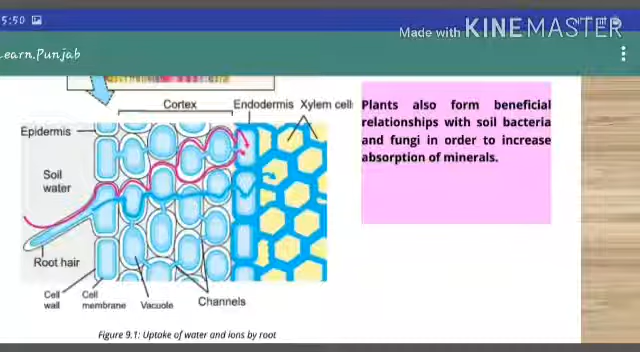 5:50
Made with KINEMASTER
Learn.Punjab
Cortex
Endodermis Xylem cell
Epidermis
Soil
water
Root hair
Cell
wall
Cell
membrane
Vacuole
Channels
Figure 9.1: Uptake of water and ions by root
Plants also form beneficial
relationships with soil bacteria
and fungi in order to increase
absorption of minerals.